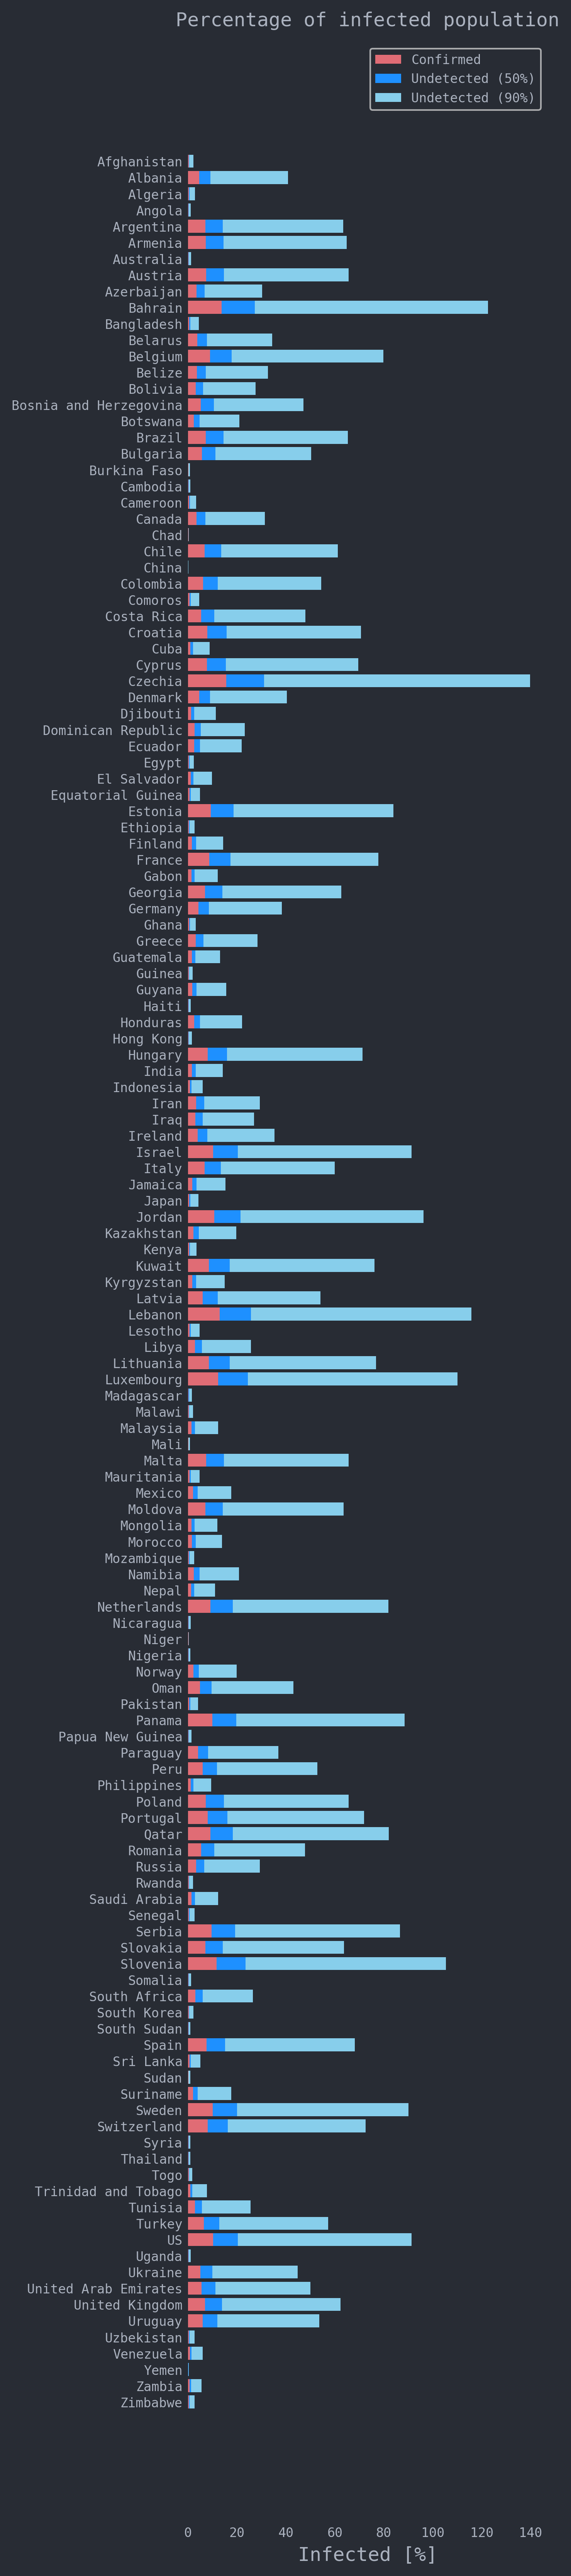 Percentage of infected population
Confirmed
Undetected (50%)
Undetected (90%)
Afghanistan
Albania
Algeria
Angola
Argentina
Armenia
Australia
Austria
Azerbaijan
Bahrain
Bangladesh
Belarus
Belgium
Belize
Bolivia
Bosnia and Herzegovina
Botswana
Brazil
Bulgaria
Burkina Faso
Cambodia
Cameroon
Canada
Chad
Chile
China
Colombia
Comoros
Costa Rica
Croatia
Cuba
Cyprus
Czechia
Denmark
Djibouti
Dominican Republic
Ecuador
Egypt
El Salvador
Equatorial Guinea
Estonia
Ethiopia
Finland
France
Gabon
Georgia
Germany
Ghana
Greece
Guatemala
Guinea
Guyana
Haiti
Honduras
Hong Kong
Hungary
India
Indonesia
Iran
Iraq
Ireland
Israel
Italy
Jamaica
Japan
Jordan
Kazakhstan
Kenya
Kuwait
Kyrgyzstan
Latvia
Lebanon
Lesotho
Libya
Lithuania
Luxembourg
Madagascar
Malawi
Malaysia
Mali
Malta
Mauritania
Mexico
Moldova
Mongolia
Morocco
Mozambique
Namibia
Nepal
Netherlands
Nicaragua
Niger
Nigeria
Norway
Oman
Pakistan
Panama
Papua New Guinea
Paraguay
Peru
Philippines
Poland
Portugal
Qatar
Romania
Russia
Rwanda
Saudi Arabia
Senegal
Serbia
Slovakia
Slovenia
Somalia
South Africa
South Korea
South Sudan
Spain
Sri Lanka
Sudan
Suriname
Sweden
Switzerland
Syria
Thailand
Togo
Trinidad and Tobago
Tunisia
Turkey
US
Uganda
Ukraine
United Arab Emirates
United Kingdom
Uruguay
Uzbekistan
Venezuela
Yemen
Zambia
Zimbabwe
0 20 40 60 80 100 120 140
Infected [%]